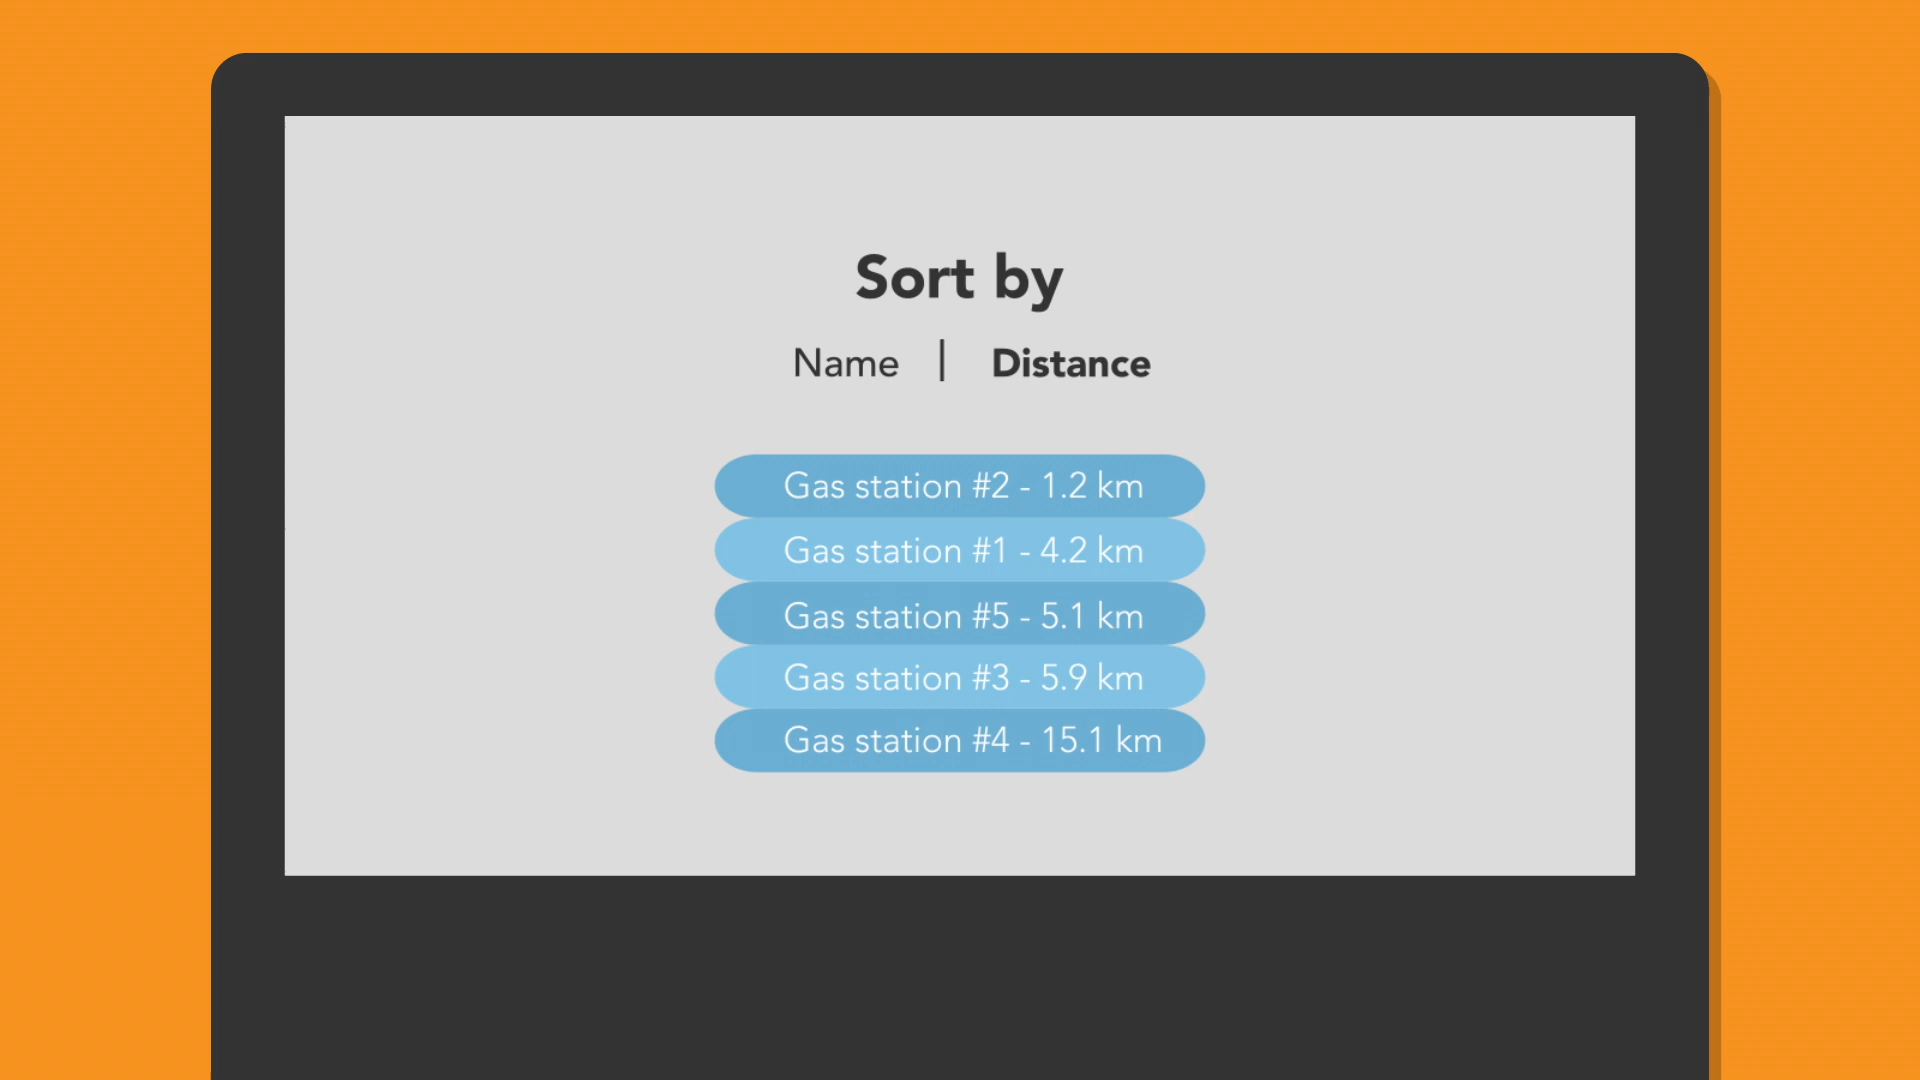 Sort by
Name | Distance
Gas station #2 - 1.2 km
Gas station #1 - 4.2 km
Gas station #5 - 5.1 km
Gas station #3 - 5.9 km
Gas station #4 - 15.1 km